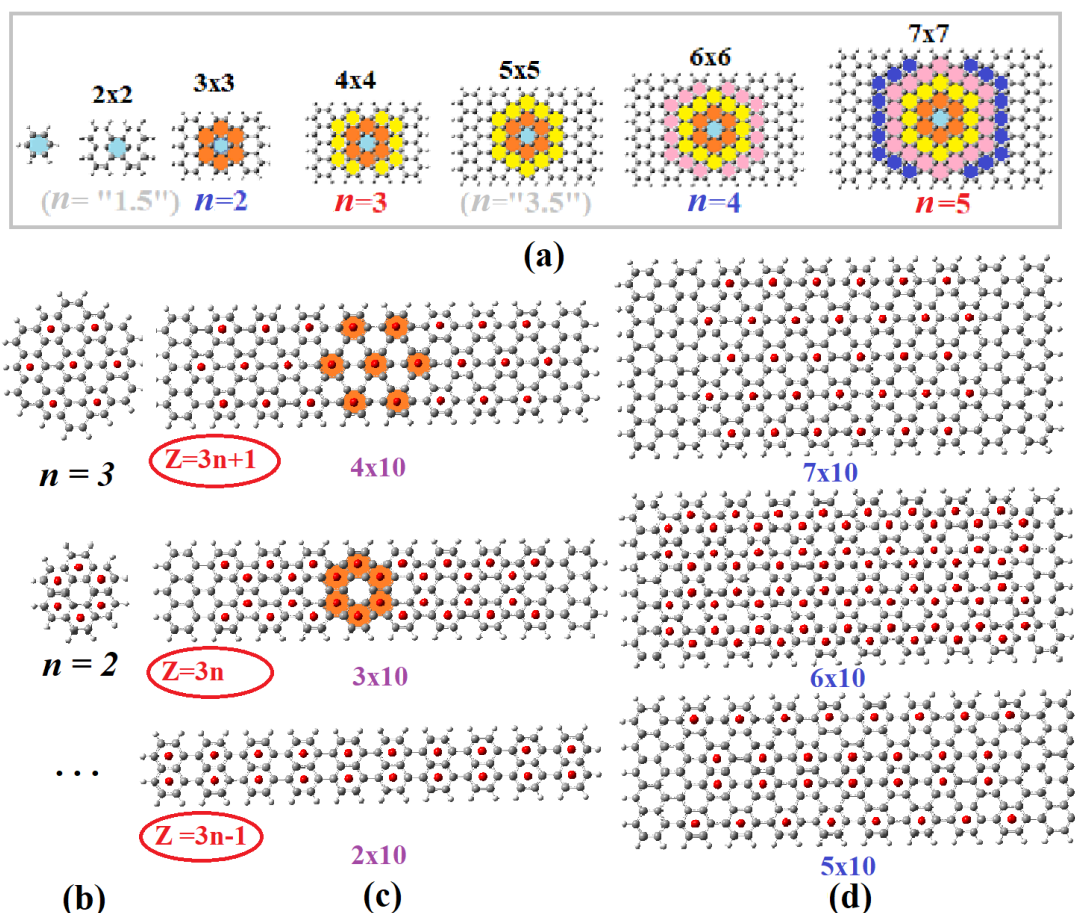 7x7
6x6
5x5
4x4
3x3
2x2
(n= "1.5")
n=2
n=3
(n="3.5")
n=4
n=5
(a)
n = 3
Z=3n+1
4x10
7x10
n = 2
Z=3n
3x10
6x10
. . .
Z =3n-1
2x10
5x10
(b)
(c)
(d)